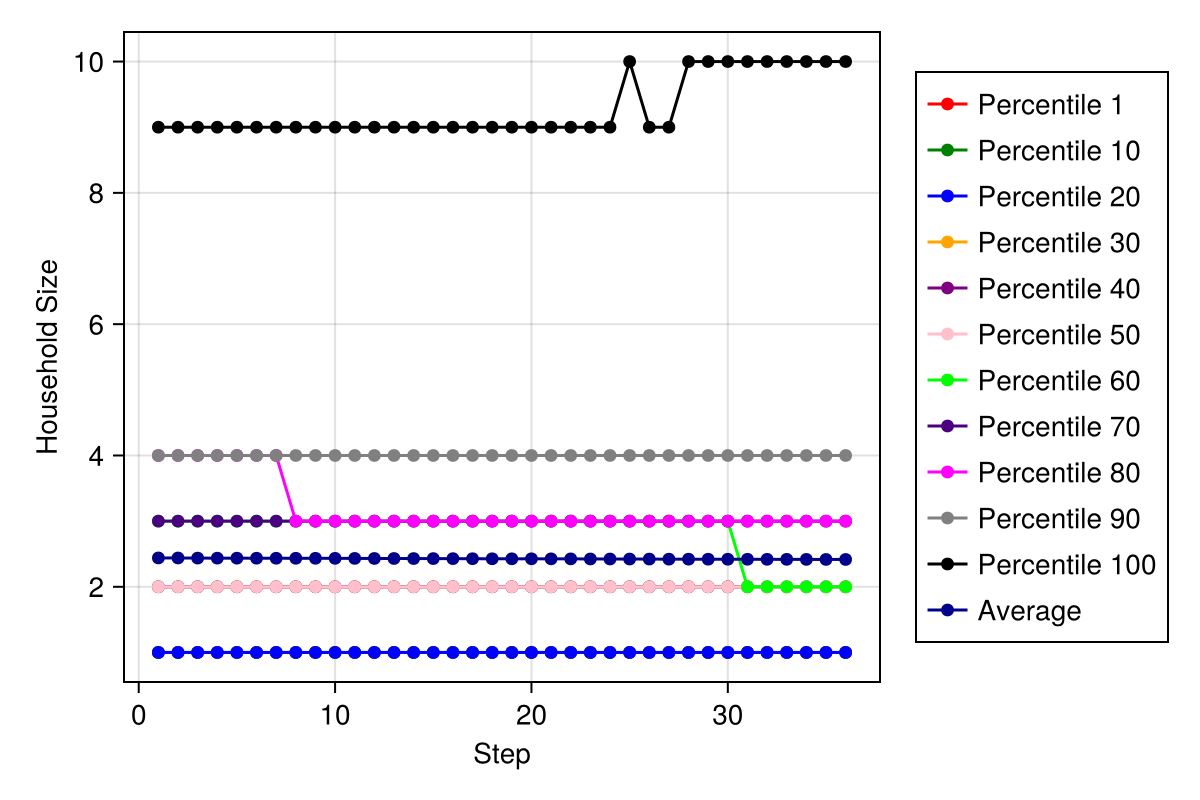 10
8
6
4
2
Household Size
0 10 20 30
Step
Percentile 1
Percentile 10
Percentile 20
Percentile 30
Percentile 40
Percentile 50
Percentile 60
Percentile 70
Percentile 80
Percentile 90
Percentile 100
Average